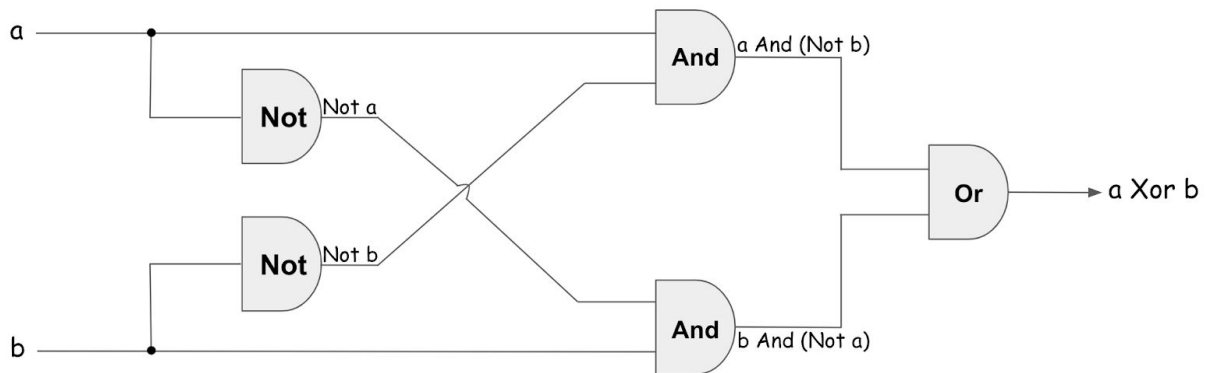 a
And
a And (Not b)
Not
Not a
Or
a Xor b
Not
Not b
And
b And (Not a)
b